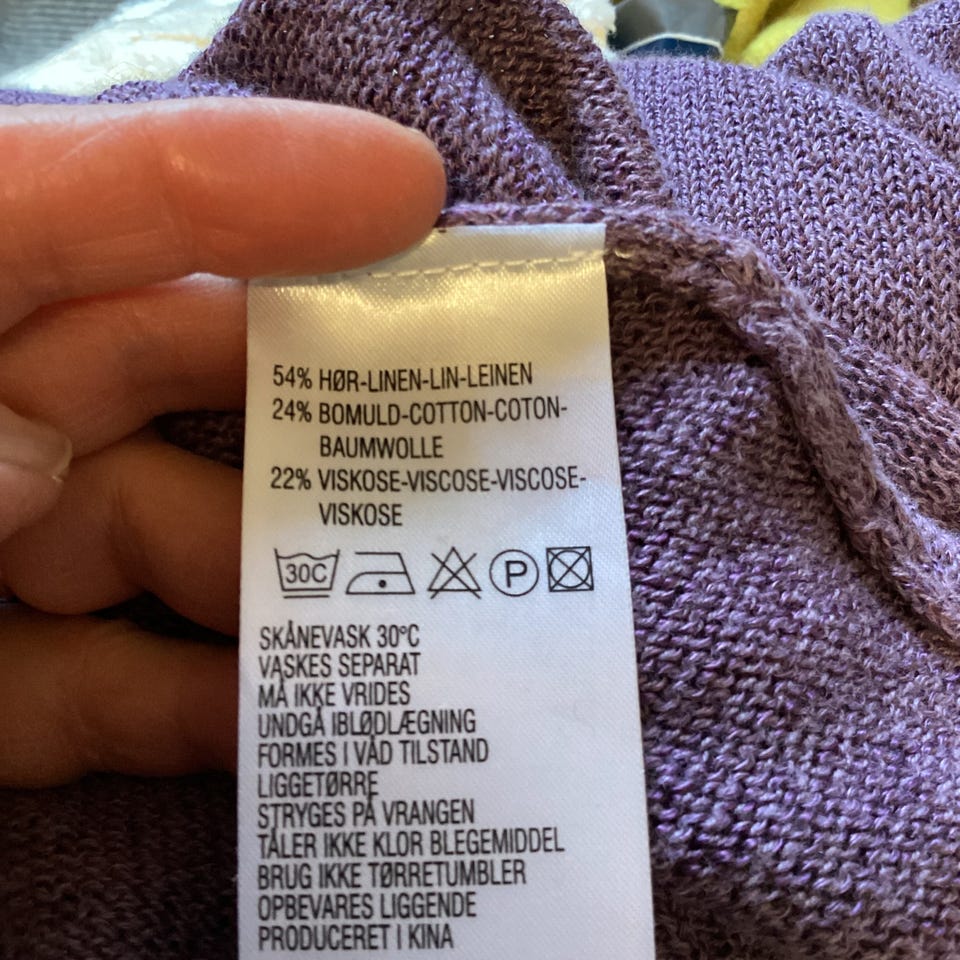 54% HØR-LINEN-LIN-LEINEN
24% BOMULD-COTTON-COTON-
BAUMWOLLE
22% VISKOSE-VISCOSE-VISCOSE-
VISKOSE
30C P
SKÅNEVASK 30°C
VASKES SEPARAT
MÅ IKKE VRIDES
UNDGÅ IBLØDLÆGNING
FORMES I VÅD TILSTAND
LIGGETØRRE
STRYGES PÅ VRANGEN
TÅLER IKKE KLOR BLEGEMIDDEL
BRUG IKKE TØRRETUMBLER
OPBEVARES LIGGENDE
PRODUCERET I KINA